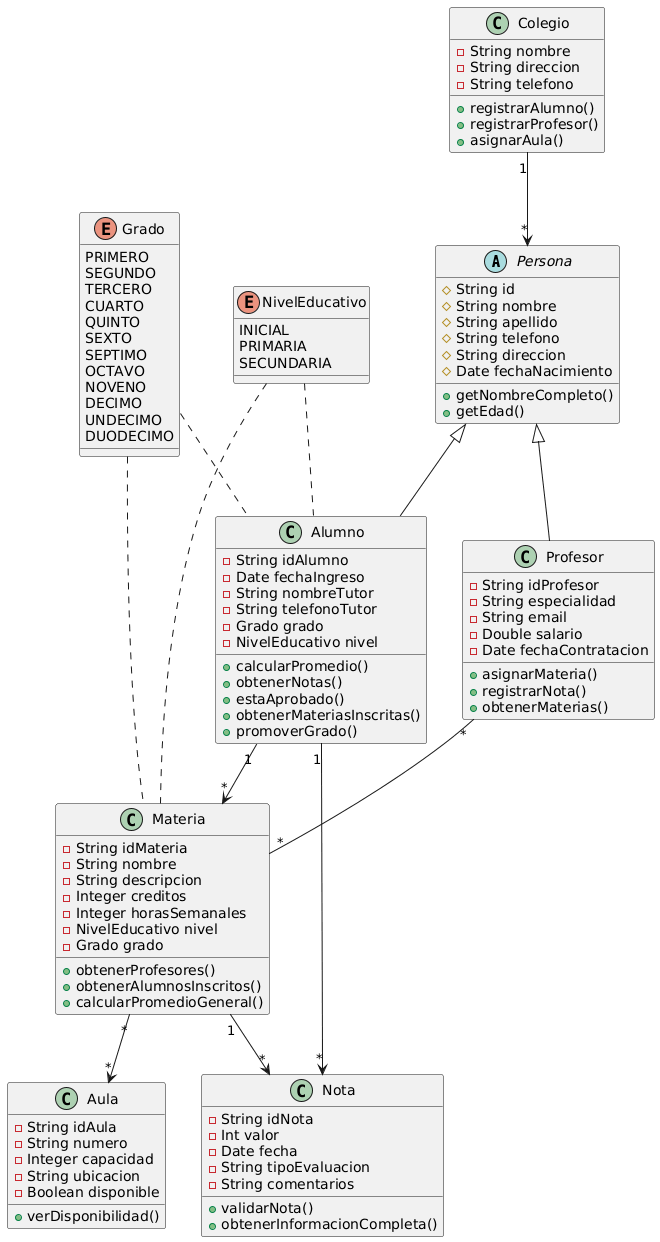 C Colegio
String nombre
String direccion
String telefono
registrarAlumno()
registrarProfesor()
asignarAula()
1
*
E Grado
PRIMERO
SEGUNDO
TERCERO
CUARTO
QUINTO
SEXTO
SEPTIMO
OCTAVO
NOVENO
DECIMO
UNDECIMO
DUODECIMO
E NivelEducativo
INICIAL
PRIMARIA
SECUNDARIA
A Persona
String id
String nombre
String apellido
String telefono
String direccion
Date fechaNacimiento
getNombreCompleto()
getEdad()
C Alumno
String idAlumno
Date fechaIngreso
String nombreTutor
String telefonoTutor
Grado grado
NivelEducativo nivel
calcularPromedio()
obtenerNotas()
estaAprobado()
obtenerMateriasInscritas()
promoverGrado()
C Profesor
String idProfesor
String especialidad
String email
Double salario
Date fechaContratacion
asignarMateria()
registrarNota()
obtenerMaterias()
1
*
1
*
*
*
C Materia
String idMateria
String nombre
String descripcion
Integer creditos
Integer horasSemanales
NivelEducativo nivel
Grado grado
obtenerProfesores()
obtenerAlumnosInscritos()
calcularPromedioGeneral()
*
*
1
*
C Aula
String idAula
String numero
Integer capacidad
String ubicacion
Boolean disponible
verDisponibilidad()
C Nota
String idNota
Int valor
Date fecha
String tipoEvaluacion
String comentarios
validarNota()
obtenerInformacionCompleta()